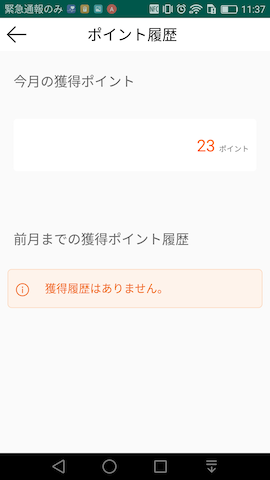 緊急通報のみ 11:37
ポイント履歴
今月の獲得ポイント
23 ポイント
前月までの獲得ポイント履歴
獲得履歴はありません。